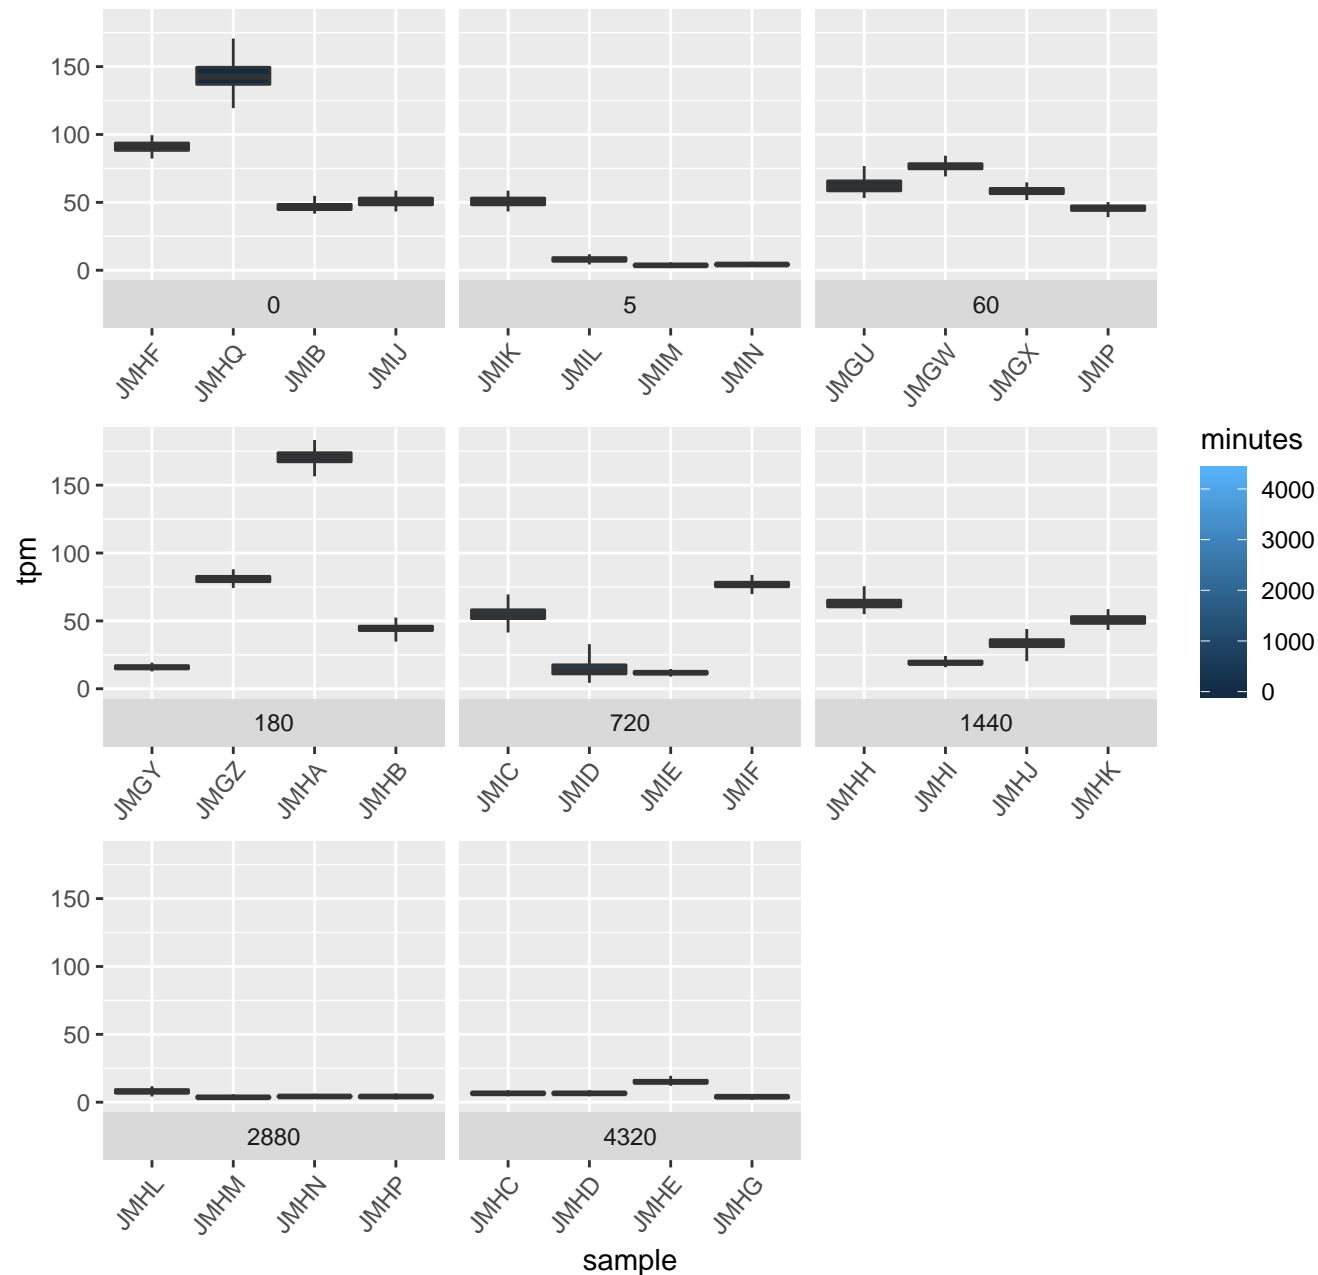 150
100
50
0
0 5 60
JMHF JMHQ JMIB JMIJ JMIK JMIL JMIM JMIN JMGU JMGW JMGX JMIP
tpm
150
100
50
0
180 720 1440
JMGY JMGZ JMHA JMHB JMIC JMID JMIE JMIF JMHH JMHI JMHJ JMHK
150
100
50
0
2880 4320
JMHL JMHM JMHN JMHP JMHC JMHD JMHE JMHG
sample
minutes
4000
3000
2000
1000
0